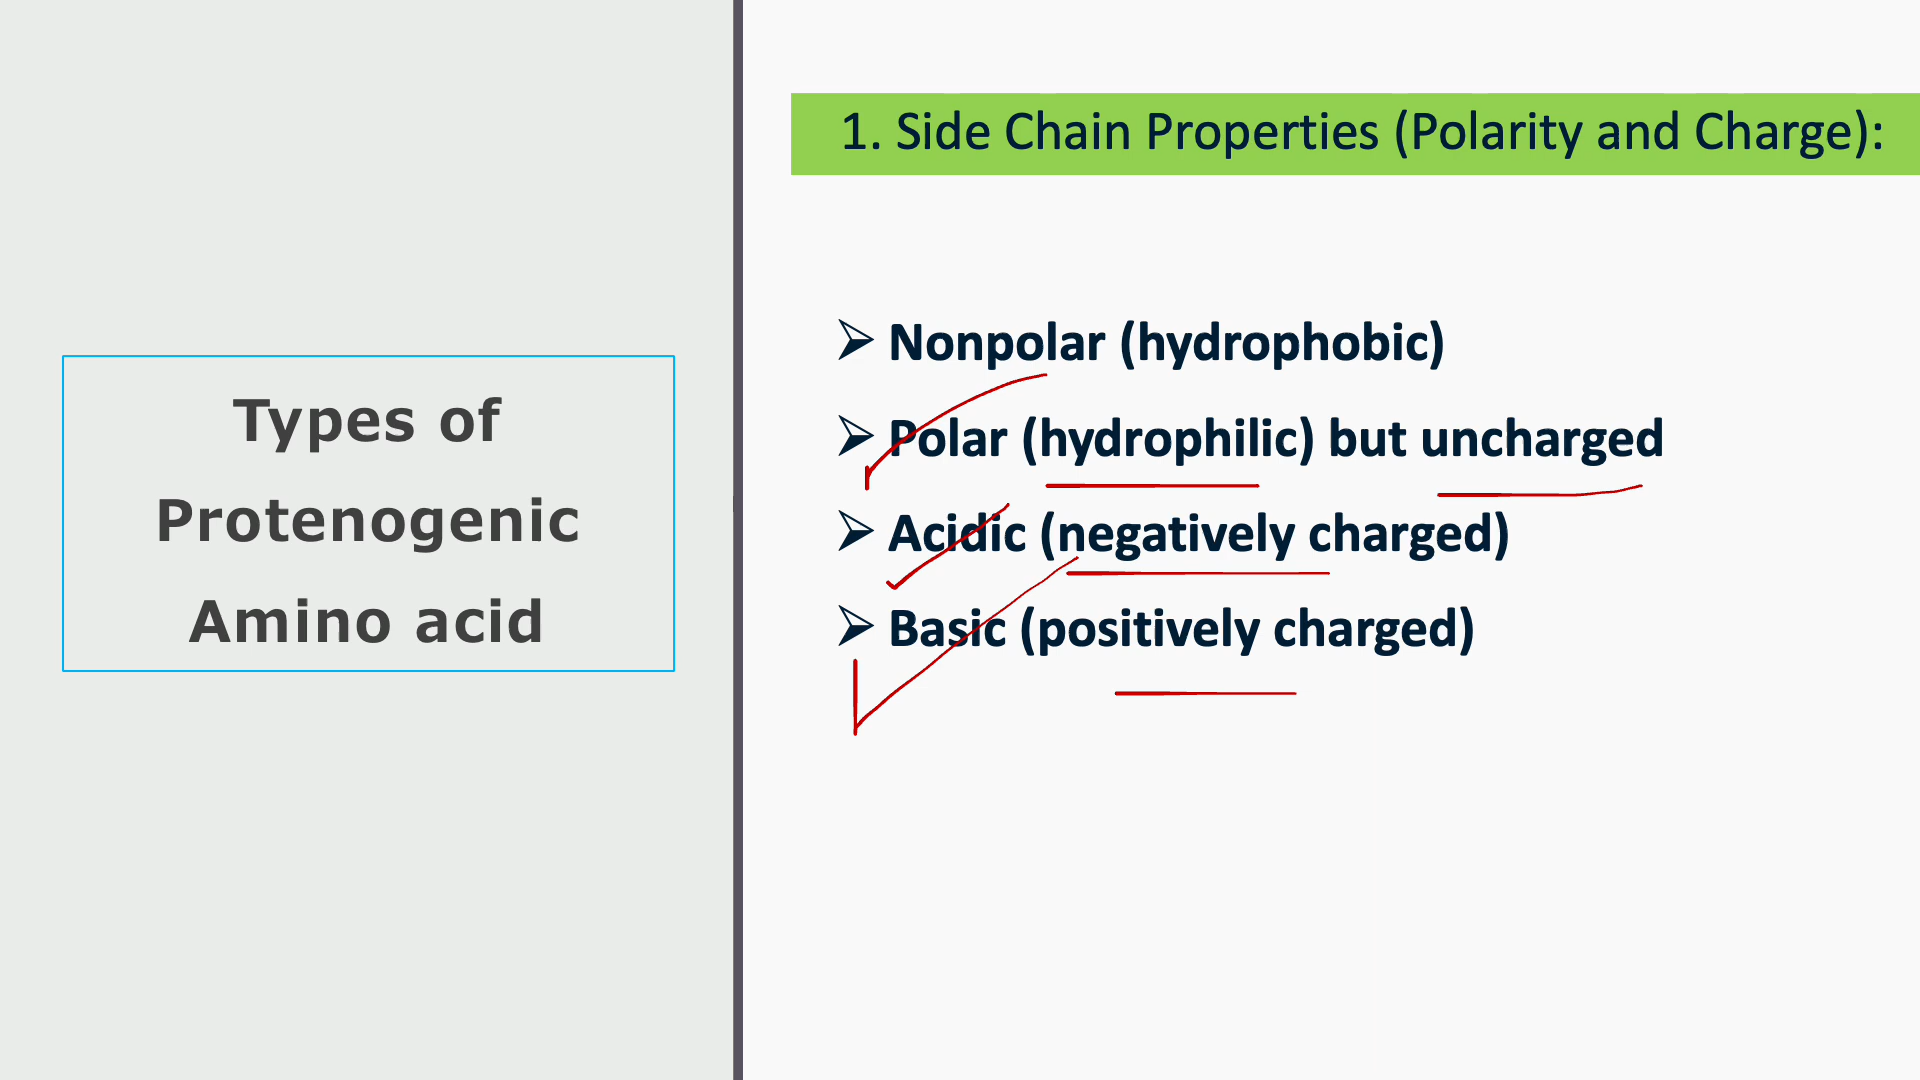 Types of
Protenogenic
Amino acid
1. Side Chain Properties (Polarity and Charge):
➢ Nonpolar (hydrophobic)
➢ Polar (hydrophilic) but uncharged
➢ Acidic (negatively charged)
➢ Basic (positively charged)